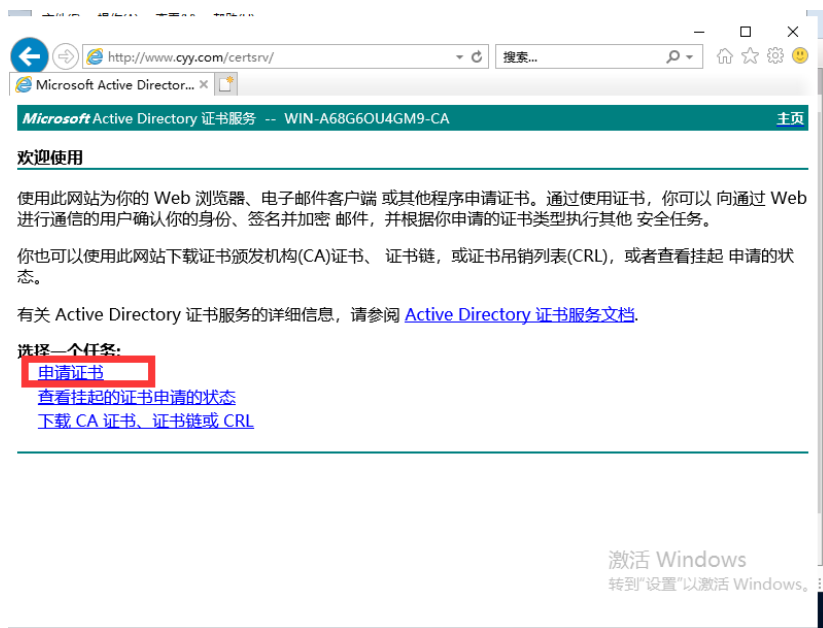 http://www.cyy.com/certsrv/
搜索...
Microsoft Active Director...
Microsoft Active Directory 证书服务 -- WIN-A68G6OU4GM9-CA
主页
欢迎使用
使用此网站为你的 Web 浏览器、电子邮件客户端 或其他程序申请证书。通过使用证书，你可以 向通过 Web
进行通信的用户确认你的身份、签名并加密 邮件，并根据你申请的证书类型执行其他 安全任务。
你也可以使用此网站下载证书颁发机构(CA)证书、 证书链，或证书吊销列表(CRL)，或者查看挂起 申请的状
态。
有关 Active Directory 证书服务的详细信息，请参阅 Active Directory 证书服务文档.
选择一个任务:
申请证书
查看挂起的证书申请的状态
下载 CA 证书、证书链或 CRL
激活 Windows
转到"设置"以激活 Windows。